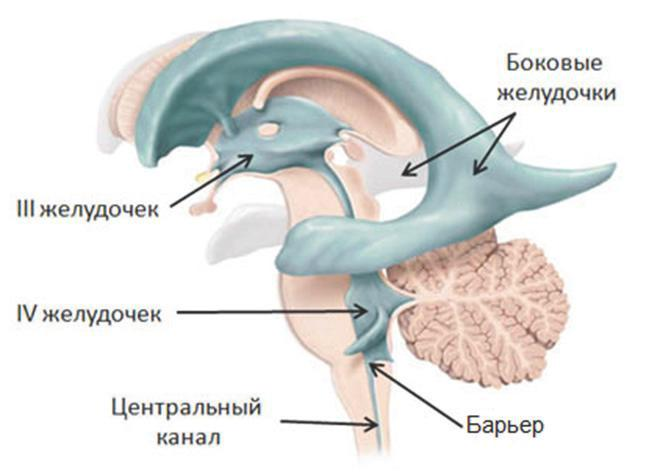 Боковые
желудочки
III желудочек
IV желудочек
Центральный
канал
Барьер